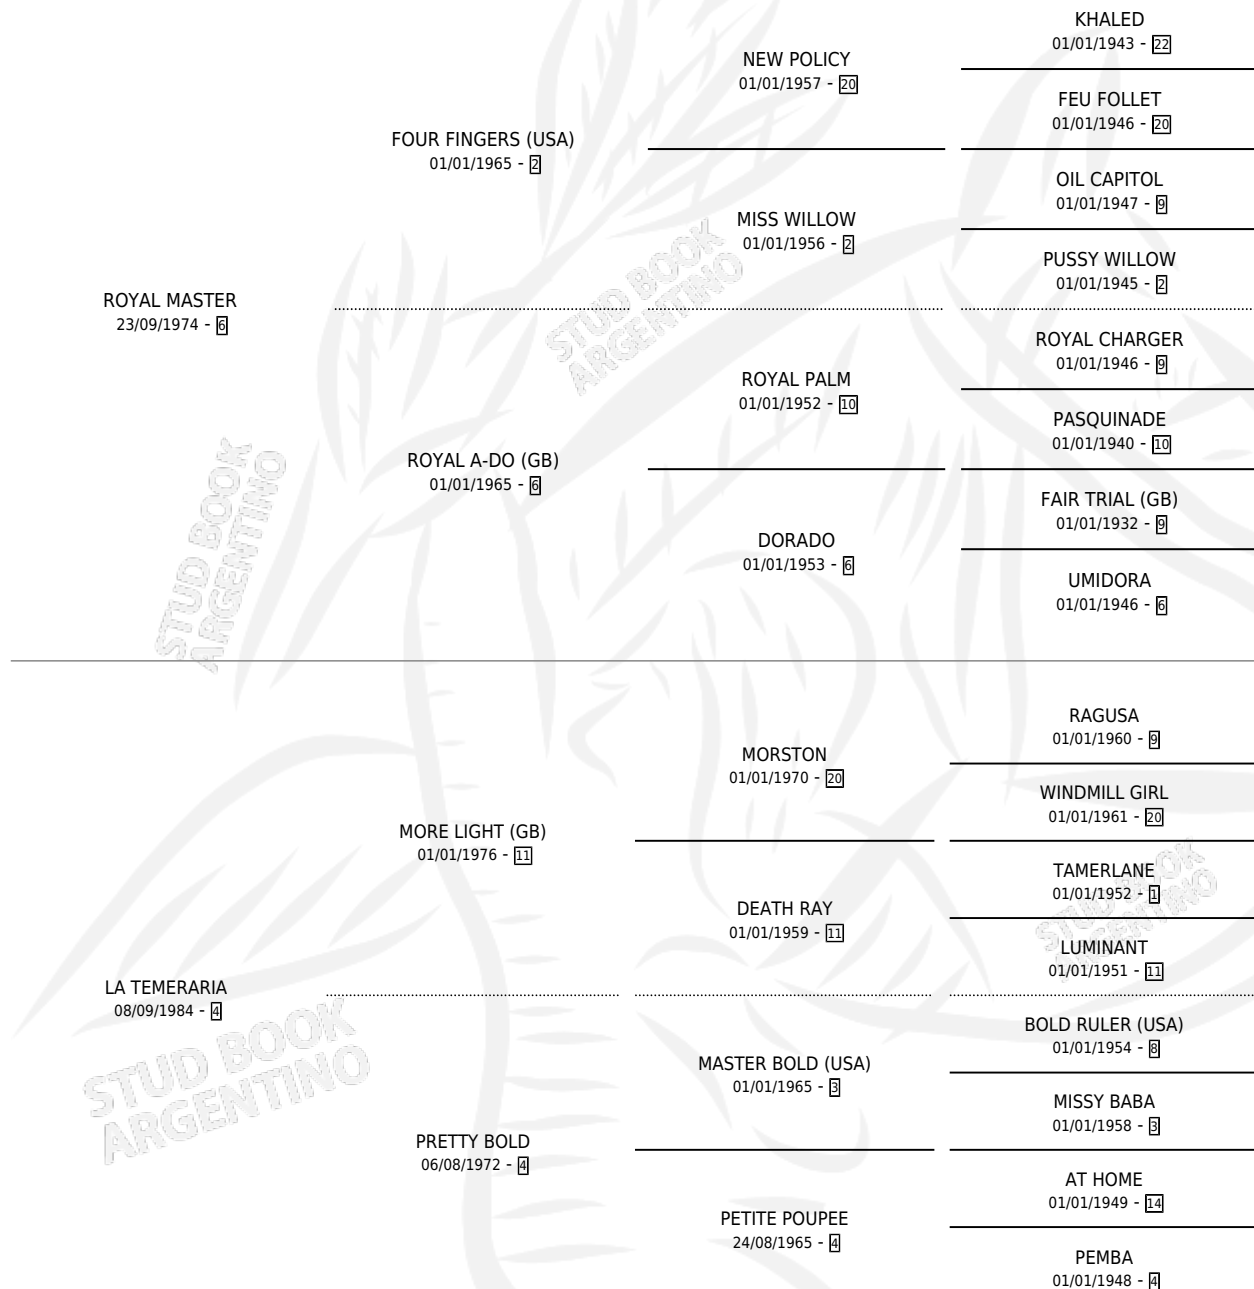 KHALED
01/01/1943 - 22
NEW POLICY
01/01/1957 - 20
FEU FOLLET
01/01/1946 - 20
FOUR FINGERS (USA)
01/01/1965 - 2
OIL CAPITOL
01/01/1947 - 9
MISS WILLOW
01/01/1956 - 2
PUSSY WILLOW
01/01/1945 - 2
ROYAL MASTER
23/09/1974 - 6
ROYAL CHARGER
01/01/1946 - 9
ROYAL PALM
01/01/1952 - 10
PASQUINADE
01/01/1940 - 10
ROYAL A-DO (GB)
01/01/1965 - 6
FAIR TRIAL (GB)
01/01/1932 - 9
DORADO
01/01/1953 - 6
UMIDORA
01/01/1946 - 6
RAGUSA
01/01/1960 - 9
MORSTON
01/01/1970 - 20
WINDMILL GIRL
01/01/1961 - 20
MORE LIGHT (GB)
01/01/1976 - 11
TAMERLANE
01/01/1952 - 1
DEATH RAY
01/01/1959 - 11
LUMINANT
01/01/1951 - 11
LA TEMERARIA
08/09/1984 - 4
BOLD RULER (USA)
01/01/1954 - 8
MASTER BOLD (USA)
01/01/1965 - 3
MISSY BABA
01/01/1958 - 3
PRETTY BOLD
06/08/1972 - 4
AT HOME
01/01/1949 - 14
PETITE POUPEE
24/08/1965 - 4
PEMBA
01/01/1948 - 4
STUD BOOK
ARGENTINO
STUD BOOK
ARGENTINO
STUD BOOK
ARGENTINO
STUD BOOK
ARGENTINO